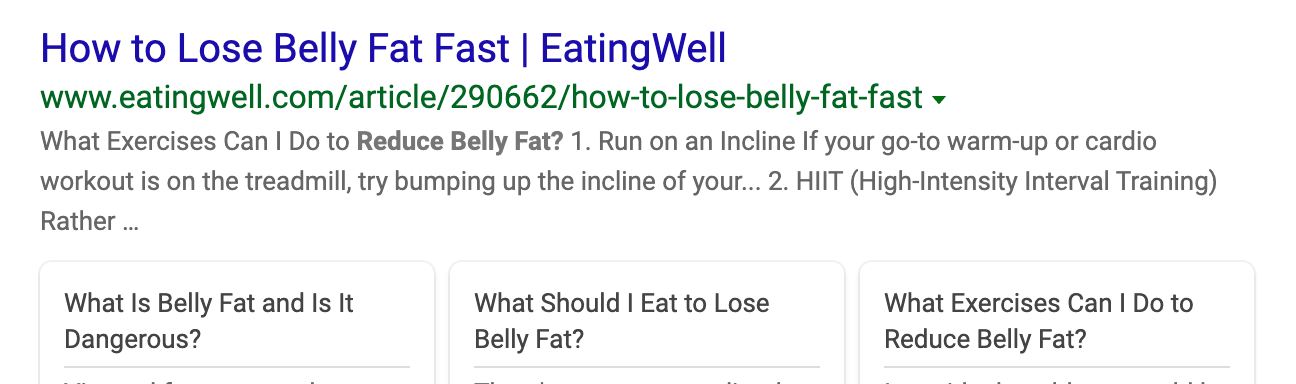 How to Lose Belly Fat Fast | EatingWell
www.eatingwell.com/article/290662/how-to-lose-belly-fat-fast
What Exercises Can I Do to Reduce Belly Fat? 1. Run on an Incline If your go-to warm-up or cardio
workout is on the treadmill, try bumping up the incline of your... 2. HIIT (High-Intensity Interval Training)
Rather ...
What Is Belly Fat and Is It
Dangerous?
What Should I Eat to Lose
Belly Fat?
What Exercises Can I Do to
Reduce Belly Fat?